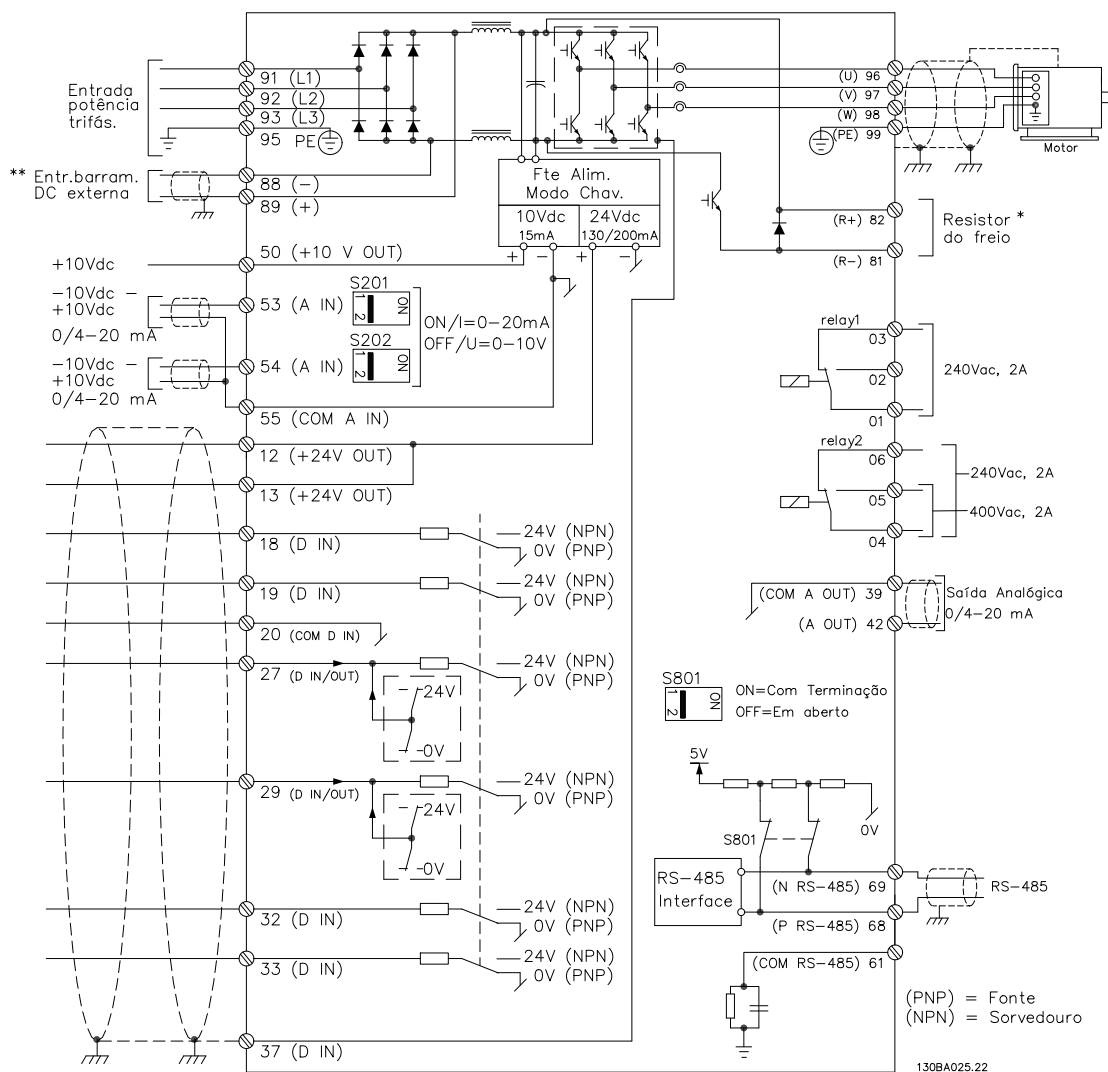 Entrada
potência
trifás.
91 (L1)
92 (L2)
93 (L3)
95 PE
** Entr.barram.
DC externa
88 (−)
89 (+)
Fte Alim.
Modo Chav.
10Vdc
15mA
24Vdc
130/200mA
+ − + −
(U) 96
(V) 97
(W) 98
(PE) 99
Motor
(R+) 82
(R−) 81
Resistor *
do freio
+10Vdc
50 (+10 V OUT)
−10Vdc −
+10Vdc
0/4−20 mA
53 (A IN)
S201
1 2
ON
ON/I=0−20mA
OFF/U=0−10V
−10Vdc −
+10Vdc
0/4−20 mA
54 (A IN)
S202
1 2
ON
55 (COM A IN)
12 (+24V OUT)
13 (+24V OUT)
18 (D IN)
24V (NPN)
0V (PNP)
19 (D IN)
24V (NPN)
0V (PNP)
20 (COM D IN)
27 (D IN/OUT)
24V (NPN)
0V (PNP)
24V
0V
29 (D IN/OUT)
24V (NPN)
0V (PNP)
24V
0V
32 (D IN)
24V (NPN)
0V (PNP)
33 (D IN)
24V (NPN)
0V (PNP)
37 (D IN)
relay1
03
02
01
240Vac, 2A
relay2
06
05
04
240Vac, 2A
400Vac, 2A
(COM A OUT) 39
(A OUT) 42
Saída Analógica
0/4−20 mA
S801
1 2
ON
ON=Com Terminação
OFF=Em aberto
5V
0V
S801
RS−485
Interface
(N RS−485) 69
(P RS−485) 68
RS−485
(COM RS−485) 61
(PNP) = Fonte
(NPN) = Sorvedouro
130BA025.22